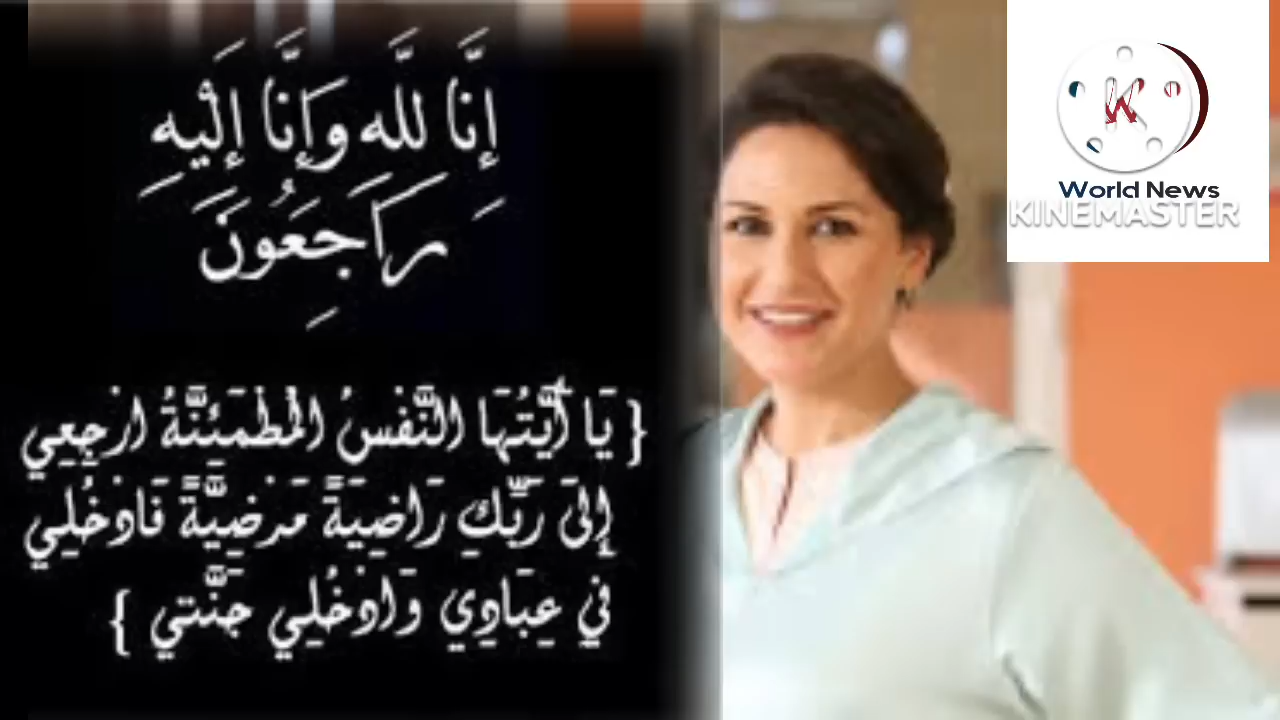 إِنَّا لِلَّهِ وَإِنَّا إِلَيْهِ
رَاجِعُونَ
{ يَا أَيَّتُهَا النَّفْسُ الْمُطْمَئِنَّةُ ارْجِعِي
إِلَى رَبِّكِ رَاضِيَةً مَرْضِيَّةً فَادْخُلِي
فِي عِبَادِي وَادْخُلِي جَنَّتِي }
K
World News
KINEMASTER